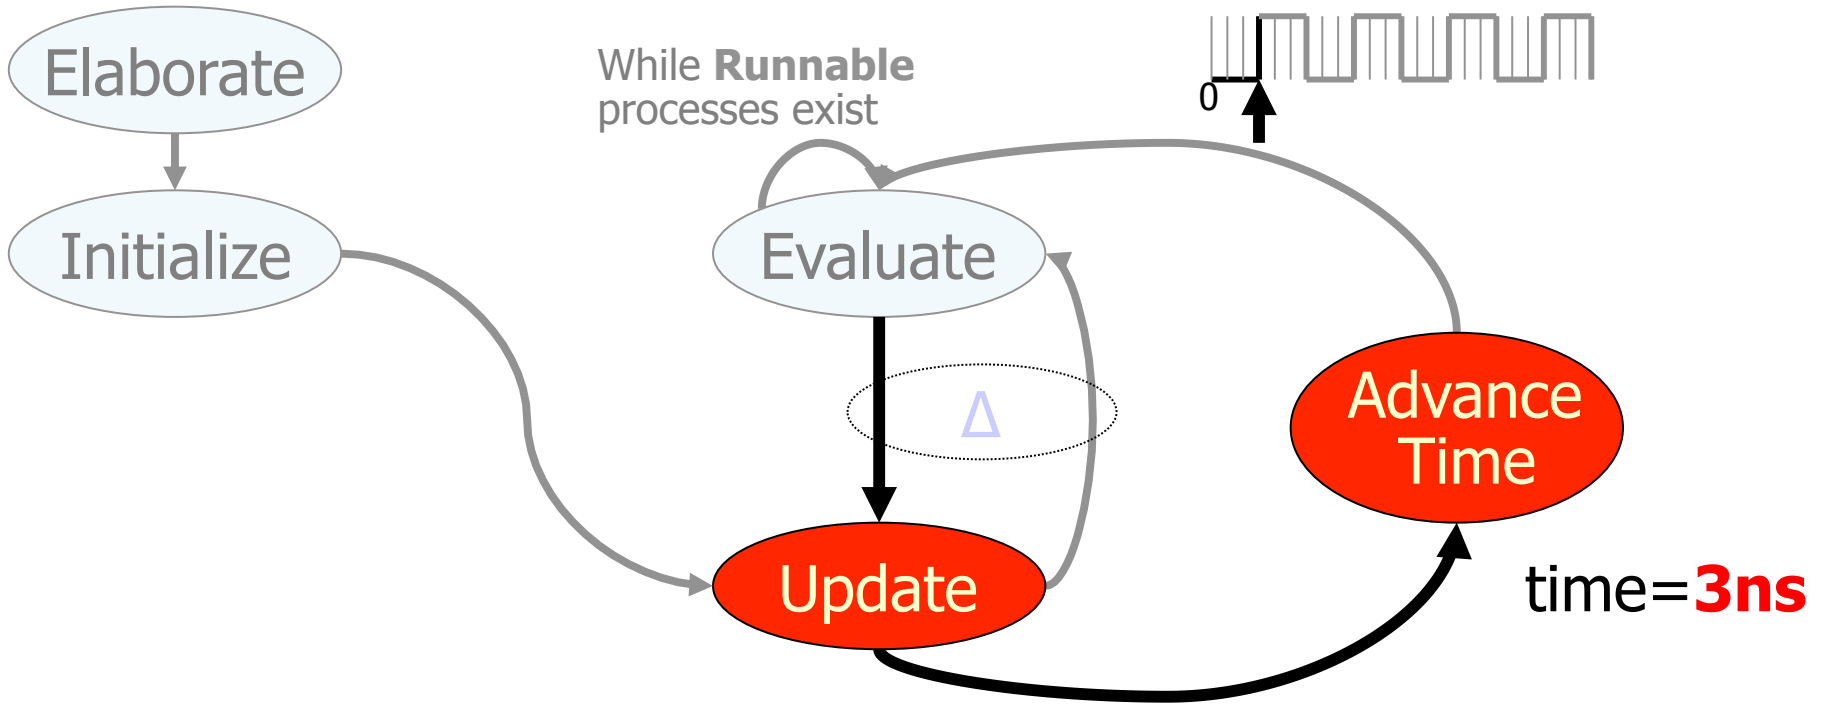 Elaborate
While Runnable
processes exist
0
Initialize
Evaluate
Δ
Advance
Time
Update
time=3ns